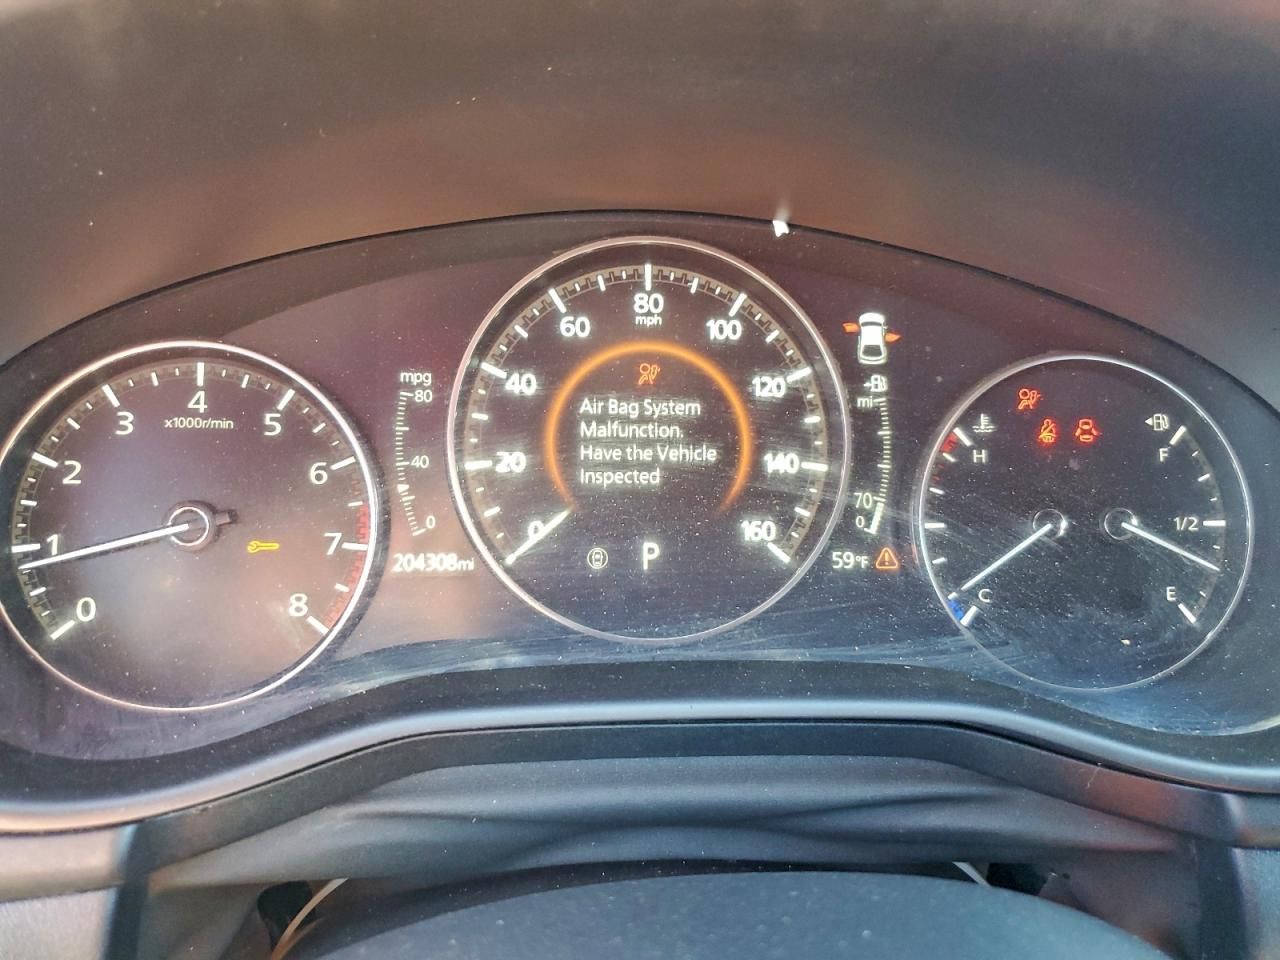 0
1
2
3
4
x1000r/min
5
6
7
8
mpg
80
40
0
204308mi
0
20
40
60
80
mph
100
120
140
160
Air Bag System
Malfunction.
Have the Vehicle
Inspected
P
mi
70
0
59°F
H
C
F
1/2
E